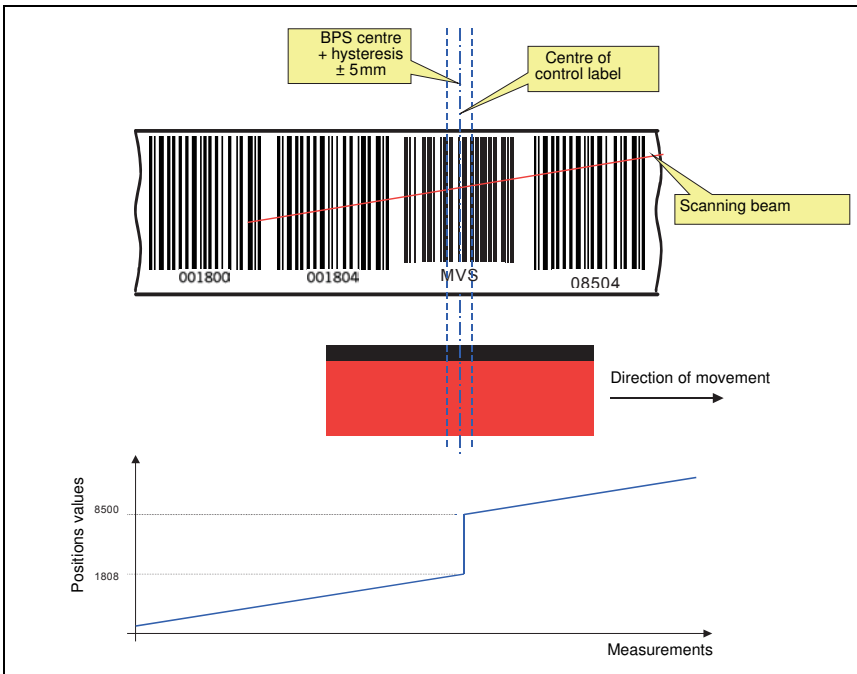 BPS centre
+ hysteresis
± 5mm
Centre of
control label
Scanning beam
001800
001804
MVS
08504
Direction of movement
Positions values
8500
1808
Measurements